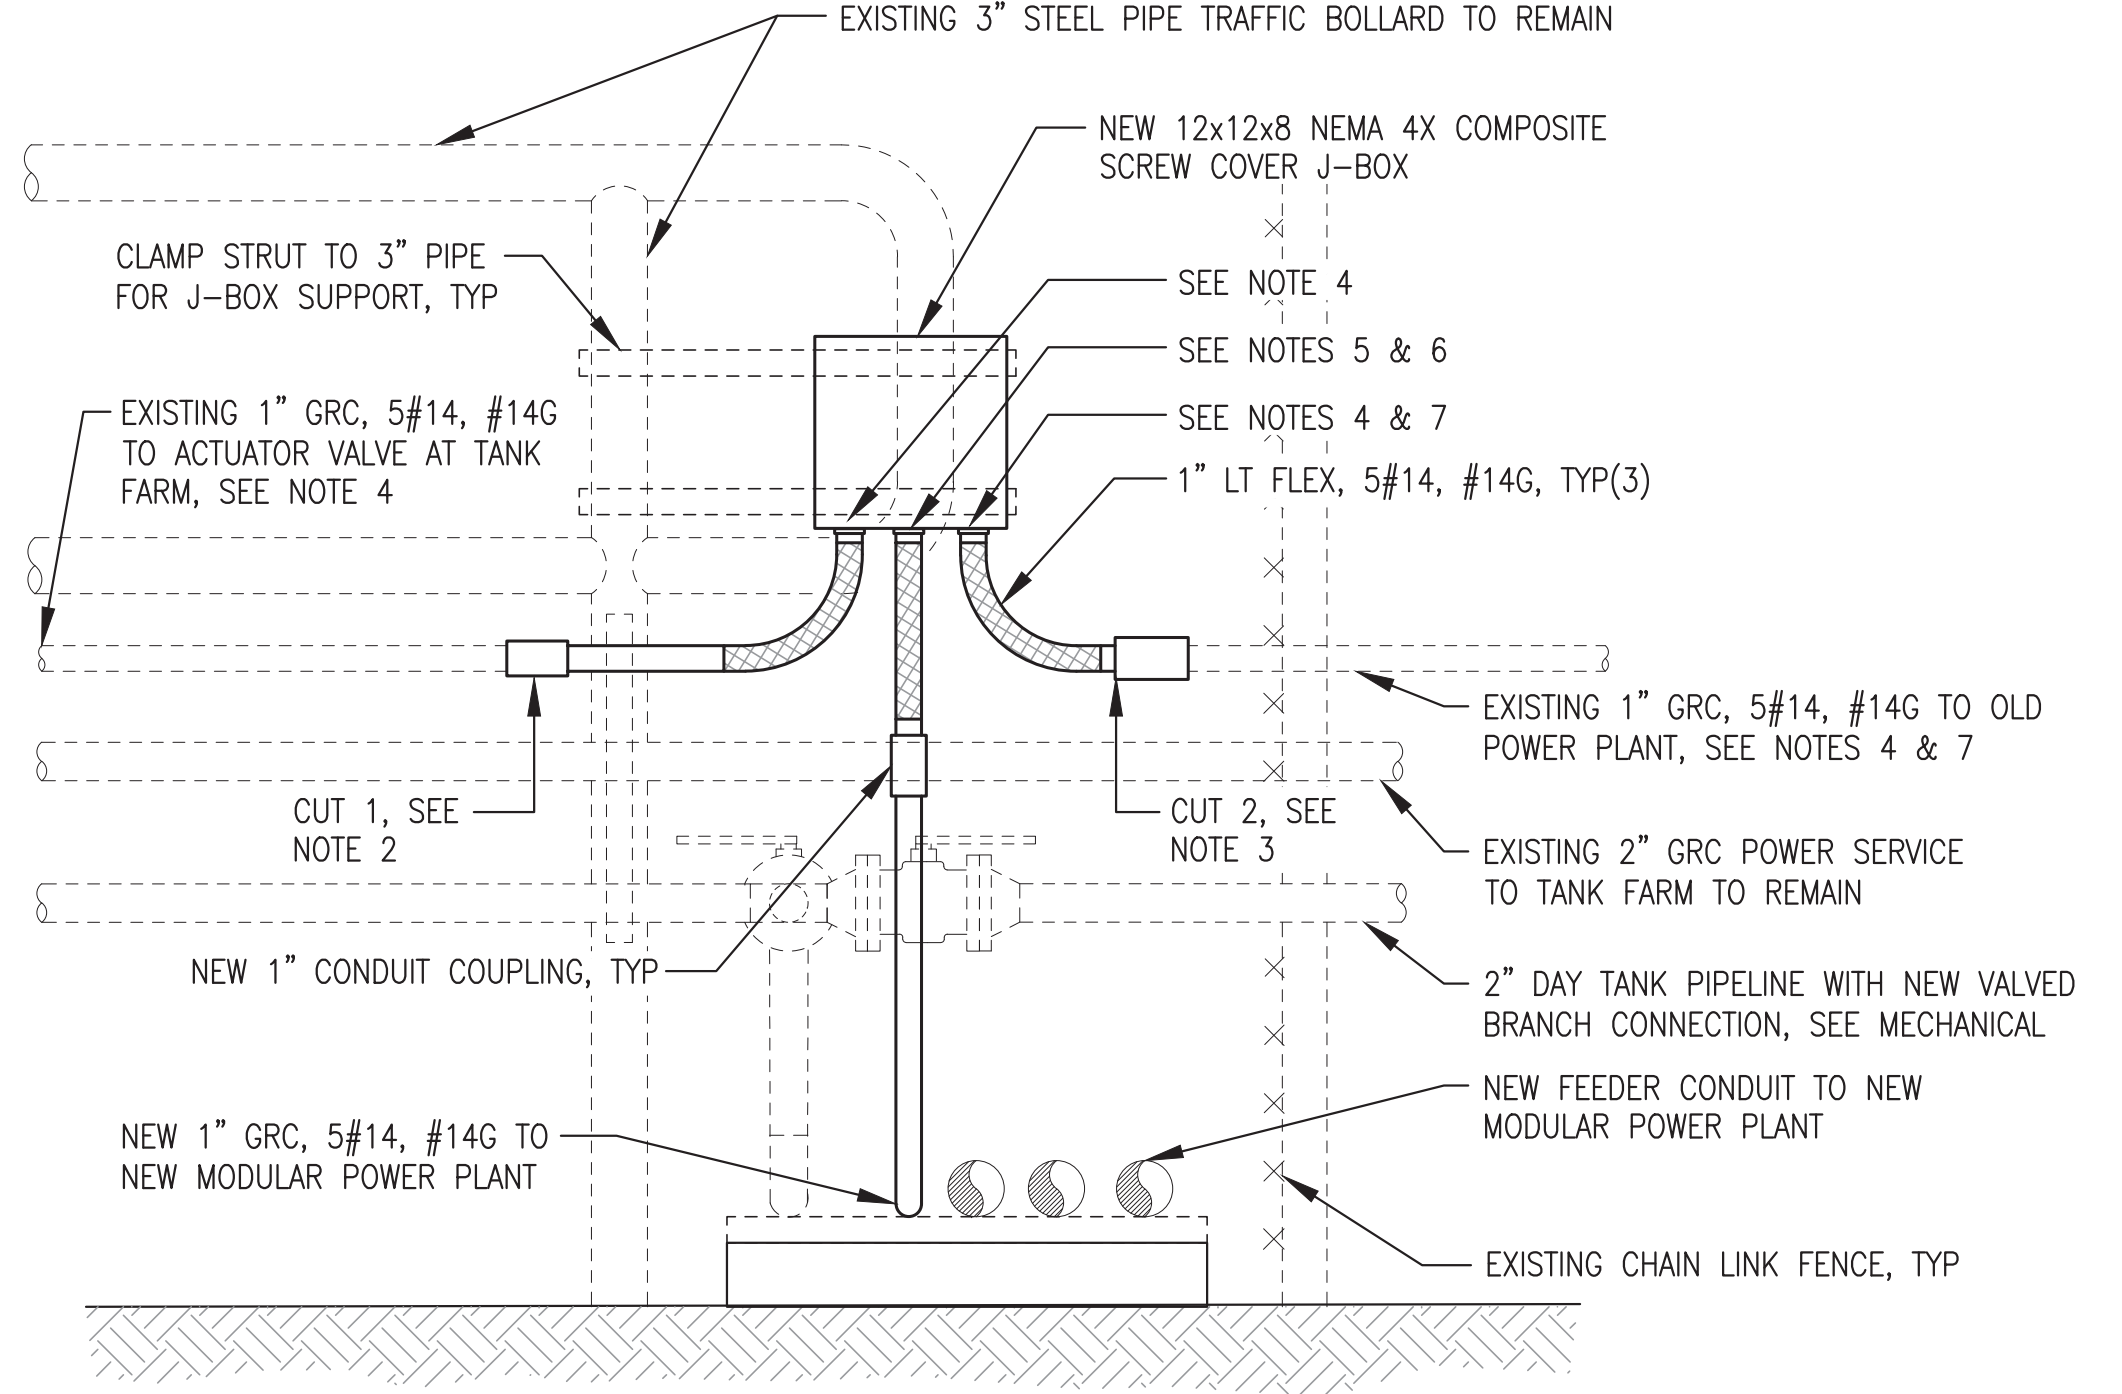 EXISTING 3” STEEL PIPE TRAFFIC BOLLARD TO REMAIN
NEW 12x12x8 NEMA 4X COMPOSITE
SCREW COVER J-BOX
CLAMP STRUT TO 3” PIPE
FOR J-BOX SUPPORT, TYP
SEE NOTE 4
SEE NOTES 5 & 6
SEE NOTES 4 & 7
EXISTING 1” GRC, 5#14, #14G
TO ACTUATOR VALVE AT TANK
FARM, SEE NOTE 4
1” LT FLEX, 5#14, #14G, TYP(3)
EXISTING 1” GRC, 5#14, #14G TO OLD
POWER PLANT, SEE NOTES 4 & 7
CUT 1, SEE
NOTE 2
CUT 2, SEE
NOTE 3
EXISTING 2” GRC POWER SERVICE
TO TANK FARM TO REMAIN
NEW 1” CONDUIT COUPLING, TYP
2” DAY TANK PIPELINE WITH NEW VALVED
BRANCH CONNECTION, SEE MECHANICAL
NEW FEEDER CONDUIT TO NEW
MODULAR POWER PLANT
NEW 1” GRC, 5#14, #14G TO
NEW MODULAR POWER PLANT
EXISTING CHAIN LINK FENCE, TYP